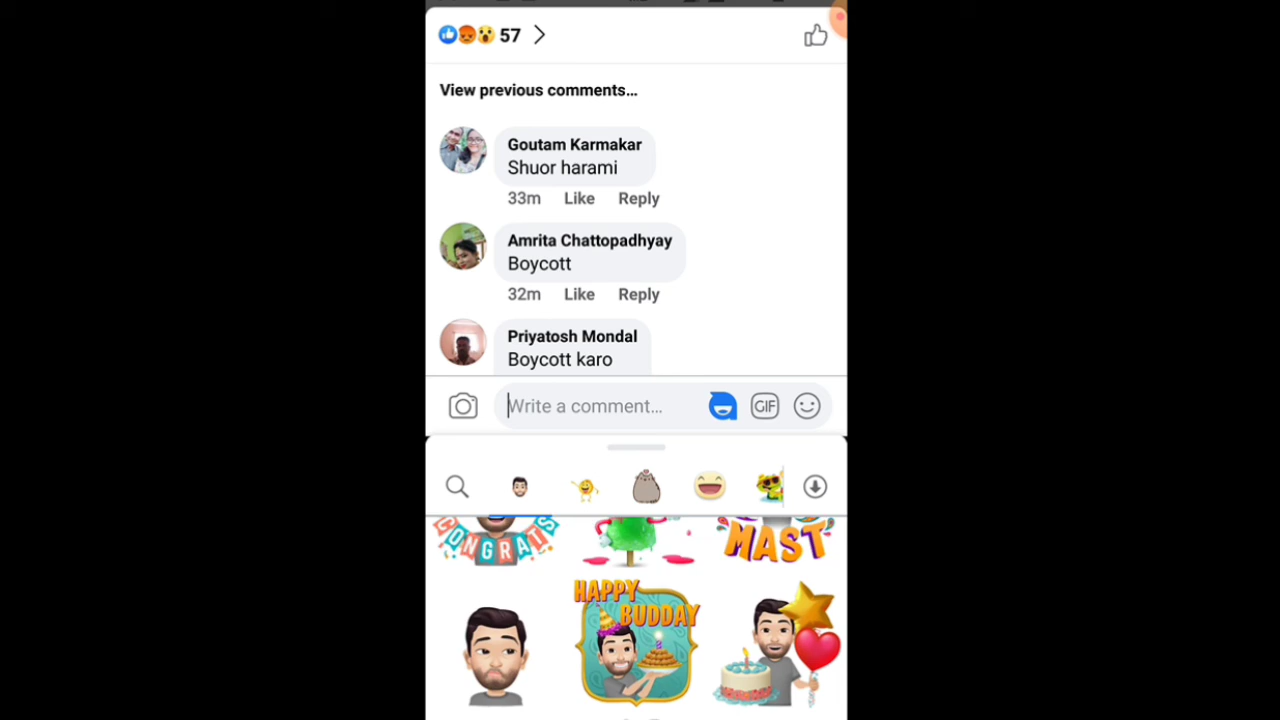 57
View previous comments...
Goutam Karmakar
Shuor harami
33m Like Reply
Amrita Chattopadhyay
Boycott
32m Like Reply
Priyatosh Mondal
Boycott karo
Write a comment...
GIF
CONGRATS
MAST
HAPPY
BUDDAY